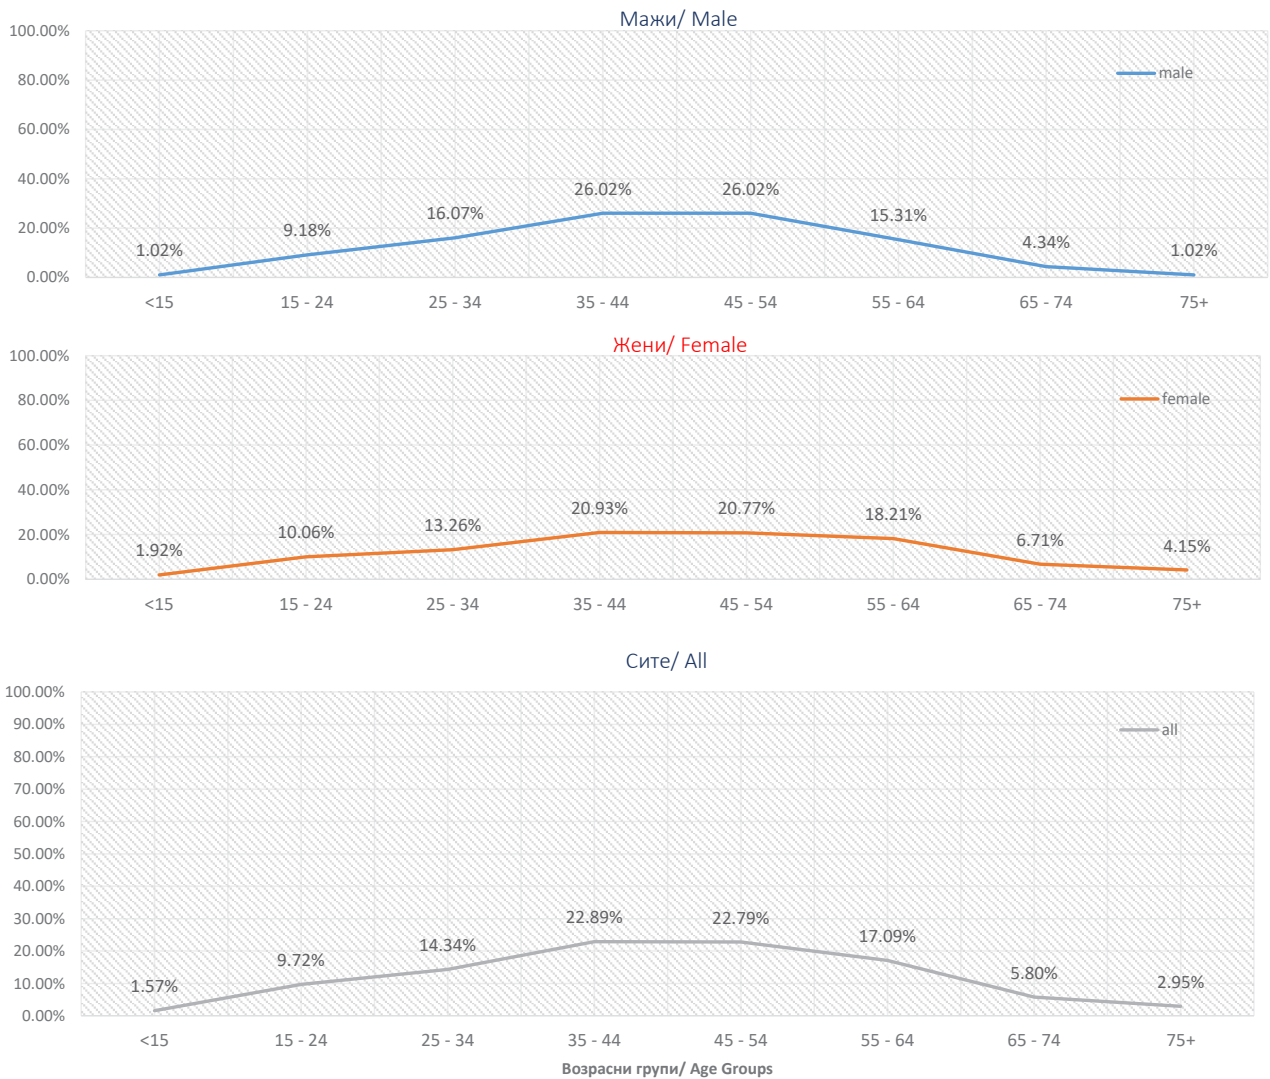 Мажи/ Male
100.00%
80.00%
60.00%
40.00%
20.00%
0.00%
male
1.02%
9.18%
16.07%
26.02%
26.02%
15.31%
4.34%
1.02%
<15
15 - 24
25 - 34
35 - 44
45 - 54
55 - 64
65 - 74
75+
Жени/ Female
100.00%
80.00%
60.00%
40.00%
20.00%
0.00%
female
1.92%
10.06%
13.26%
20.93%
20.77%
18.21%
6.71%
4.15%
<15
15 - 24
25 - 34
35 - 44
45 - 54
55 - 64
65 - 74
75+
Сите/ All
100.00%
90.00%
80.00%
70.00%
60.00%
50.00%
40.00%
30.00%
20.00%
10.00%
0.00%
all
1.57%
9.72%
14.34%
22.89%
22.79%
17.09%
5.80%
2.95%
<15
15 - 24
25 - 34
35 - 44
45 - 54
55 - 64
65 - 74
75+
Возрасни групи/ Age Groups